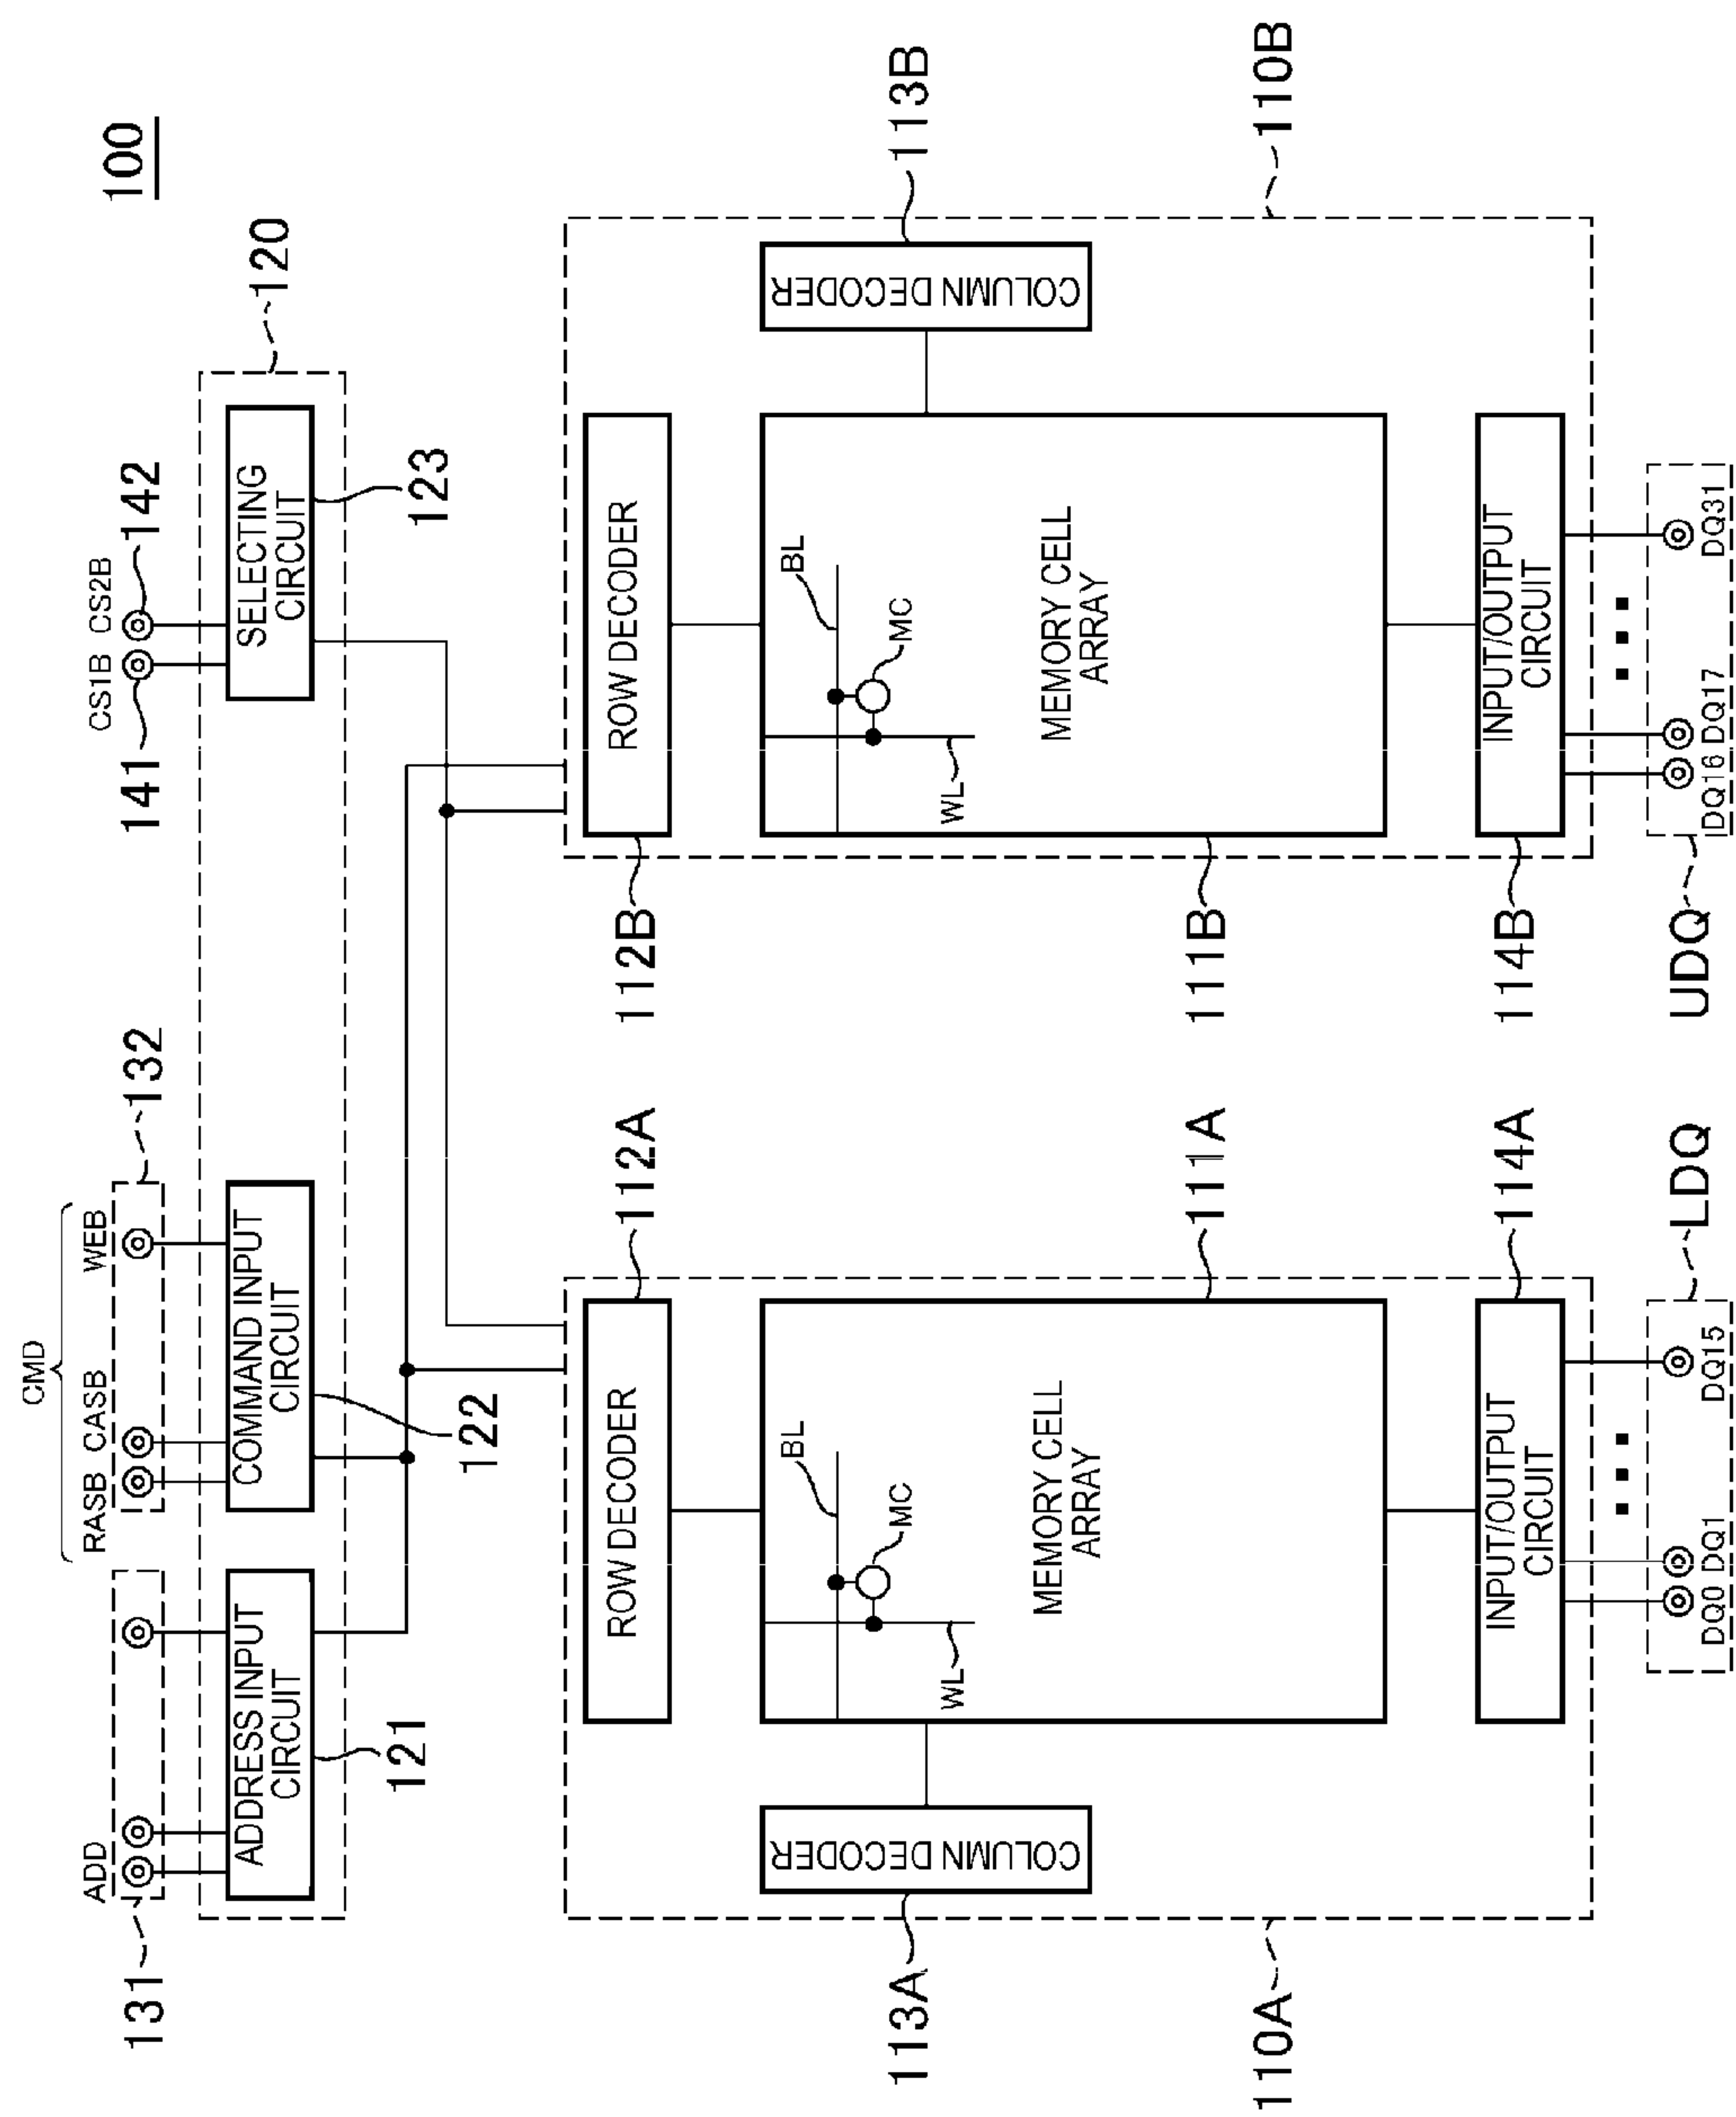 100
CMD
ADD
RASB CASB
WEB
CS1B CS2B
131
132
141
142
120
ADDRESS INPUT
CIRCUIT
COMMAND INPUT
CIRCUIT
SELECTING
CIRCUIT
121
122
123
112A
112B
ROW DECODER
ROW DECODER
113A
COLUMN DECODER
BL
MC
WL
MEMORY CELL
ARRAY
BL
MC
WL
MEMORY CELL
ARRAY
COLUMN DECODER
113B
110A
111A
111B
110B
INPUT/OUTPUT
CIRCUIT
114A
114B
INPUT/OUTPUT
CIRCUIT
DQ0 DQ1
DQ15
LDQ
UDQ
DQ16 DQ17
DQ31